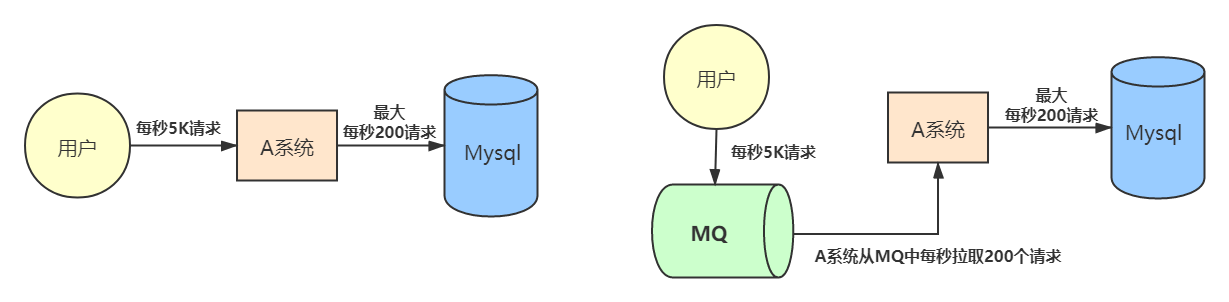 用户
每秒5K请求
A系统
最大
每秒200请求
Mysql
用户
每秒5K请求
MQ
A系统从MQ中每秒拉取200个请求
A系统
最大
每秒200请求
Mysql